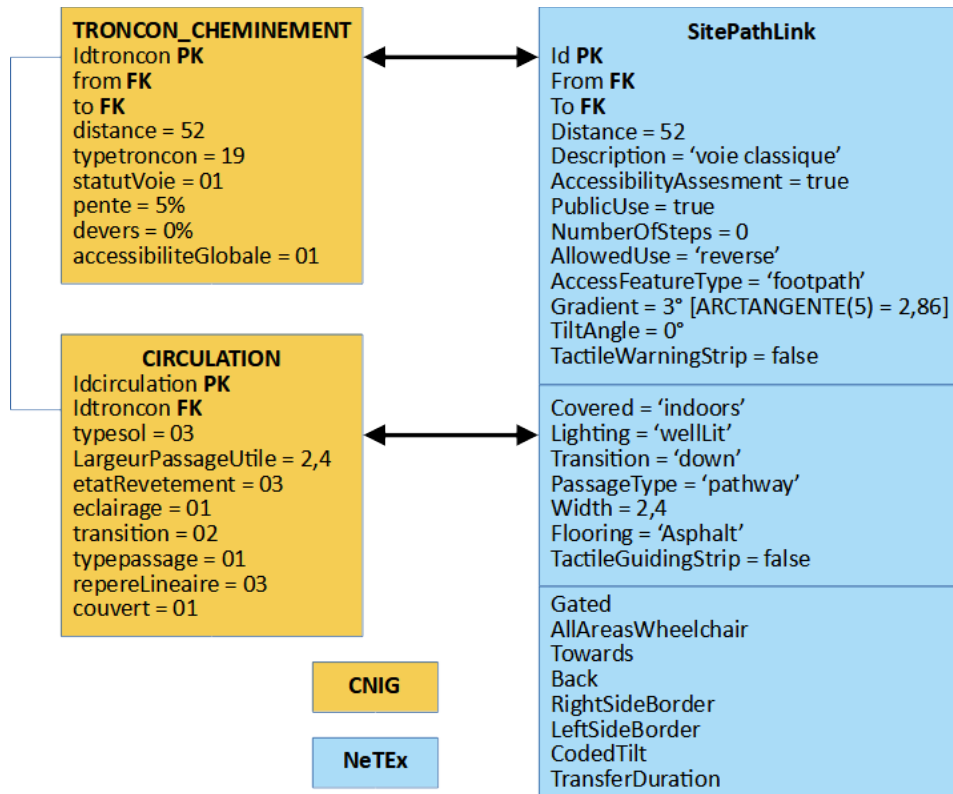 TRONCON_CHEMINEMENT
Idtroncon PK
from FK
to FK
distance = 52
typetroncon = 19
statutVoie = 01
pente = 5%
devers = 0%
accessibiliteGlobale = 01
CIRCULATION
Idcirculation PK
Idtroncon FK
typesol = 03
LargeurPassageUtile = 2,4
etatRevetement = 03
eclairage = 01
transition = 02
typepassage = 01
repereLineaire = 03
couvert = 01
CNIG
NeTEx
SitePathLink
Id PK
From FK
To FK
Distance = 52
Description = ‘voie classique’
AccessibilityAssesment = true
PublicUse = true
NumberOfSteps = 0
AllowedUse = ‘reverse’
AccessFeatureType = ‘footpath’
Gradient = 3° [ARCTANGENTE(5) = 2,86]
TiltAngle = 0°
TactileWarningStrip = false
Covered = ‘indoors’
Lighting = ‘wellLit’
Transition = ‘down’
PassageType = ‘pathway’
Width = 2,4
Flooring = ‘Asphalt’
TactileGuidingStrip = false
Gated
AllAreasWheelchair
Towards
Back
RightSideBorder
LeftSideBorder
CodedTilt
TransferDuration